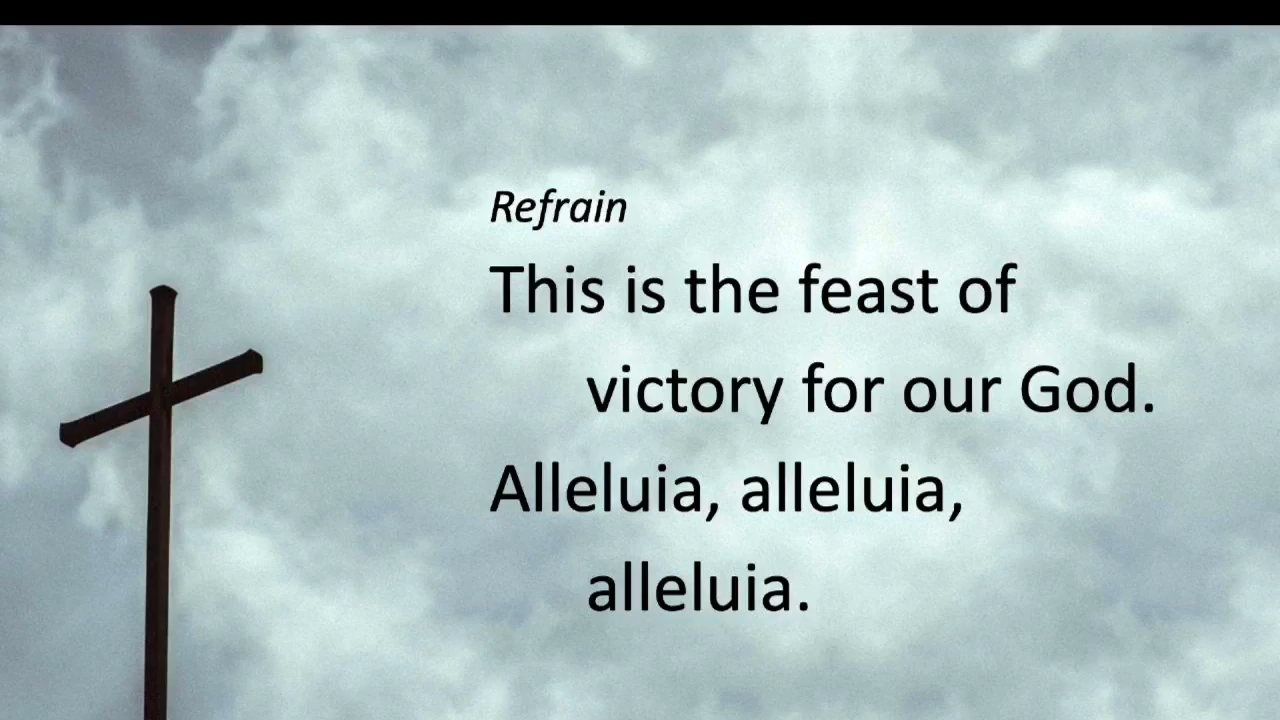 Refrain
This is the feast of
victory for our God.
Alleluia, alleluia,
alleluia.